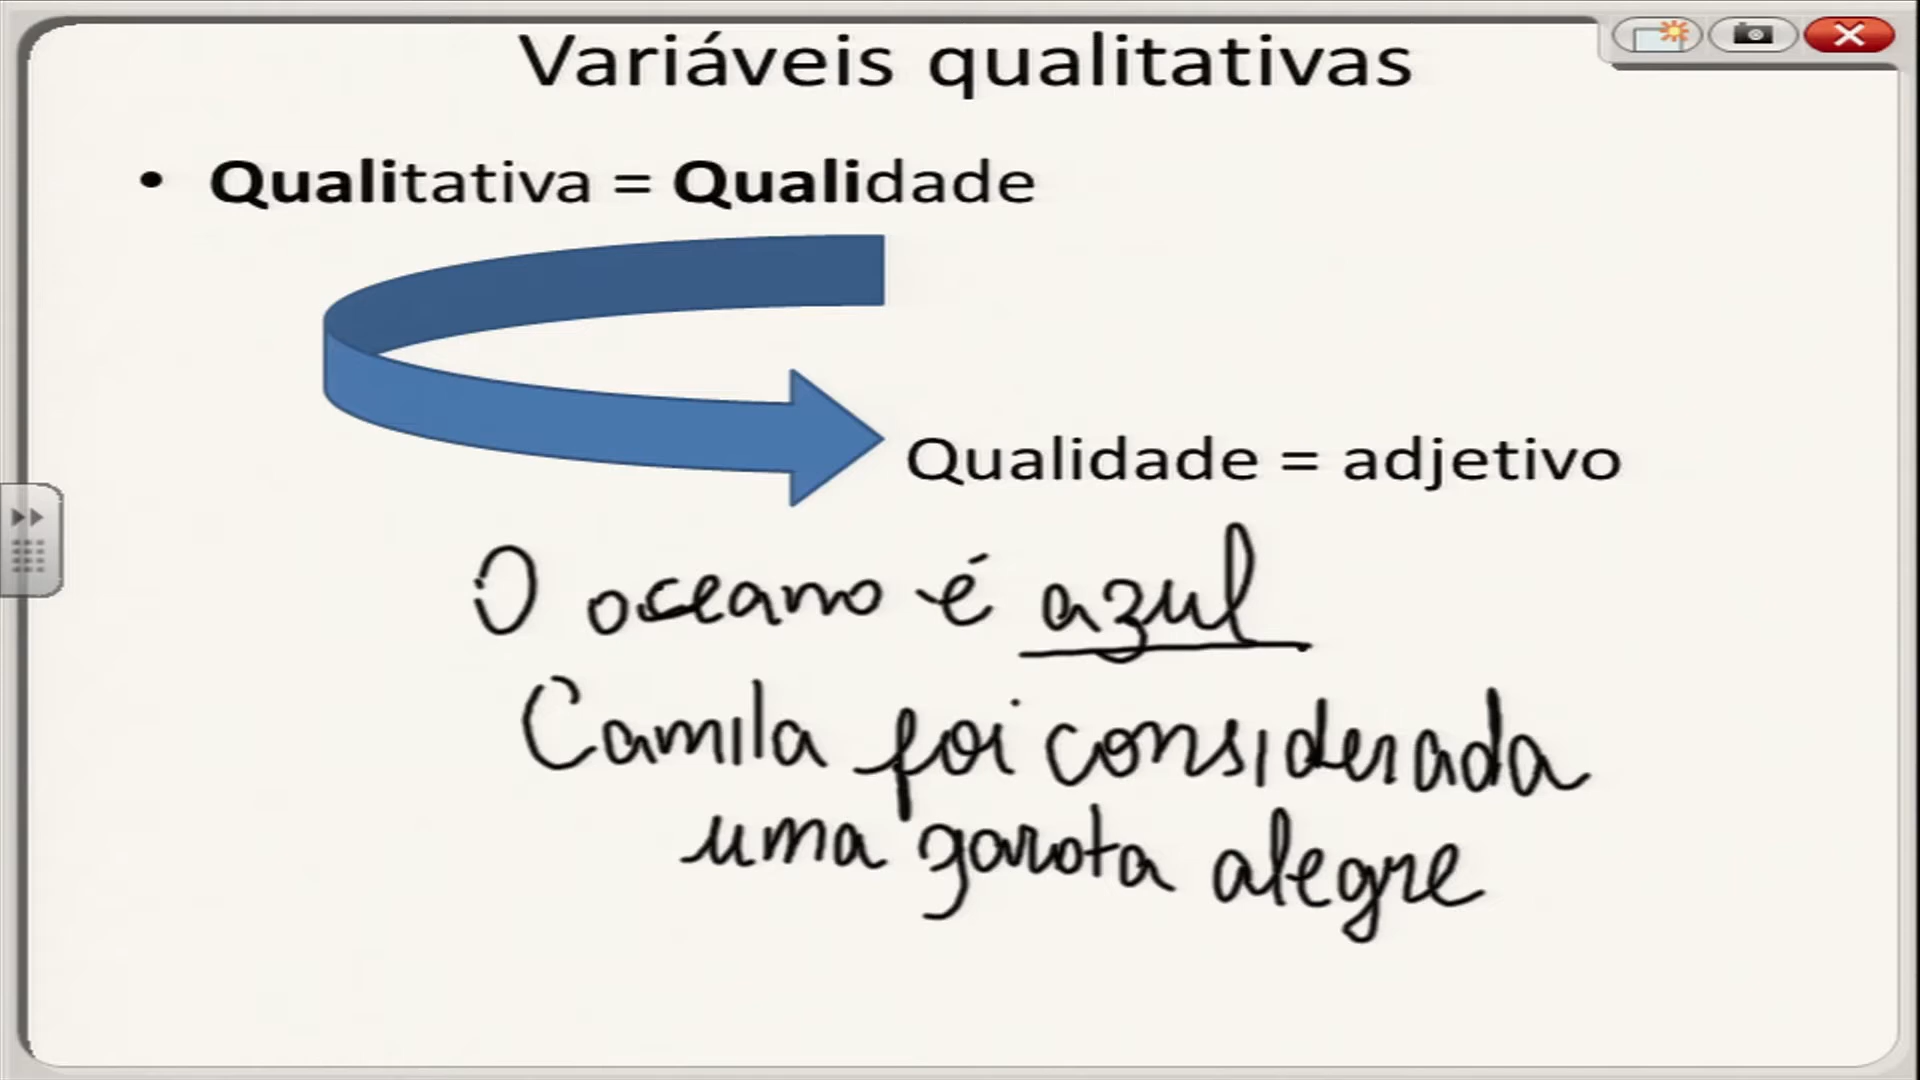 Variáveis qualitativas
• Qualitativa = Qualidade
Qualidade = adjetivo
O oceano é azul
Camila foi considerada
uma garota alegre